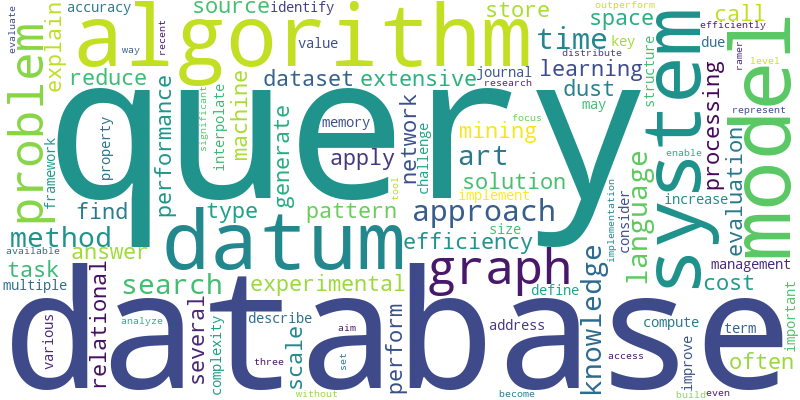 accuracy
source
identify
store
outperform
efficiently
evaluate
way
recent
algorithm
value
time
space
call
key
due
ramer
level
problem
explain
reduce
dataset
extensive
journal
research
distribute
learning
structure
system
model
performance
significant
interpolate
machine
query
memory
focus
dust
may
represent
property
framework
generate
apply
network
challenge
mining
art
implement
tool
solution
language
processing
evaluation
enable
find
type
pattern
approach
size
increase
implementation
consider
method
answer
datum
efficiency
available
task
multiple
search
experimental
graph
define
knowledge
cost
management
important
various
relational
analyze
several
complexity
describe
scale
aim
three
set
perform
database
address
compute
term
improve
access
often
without
become
build
even